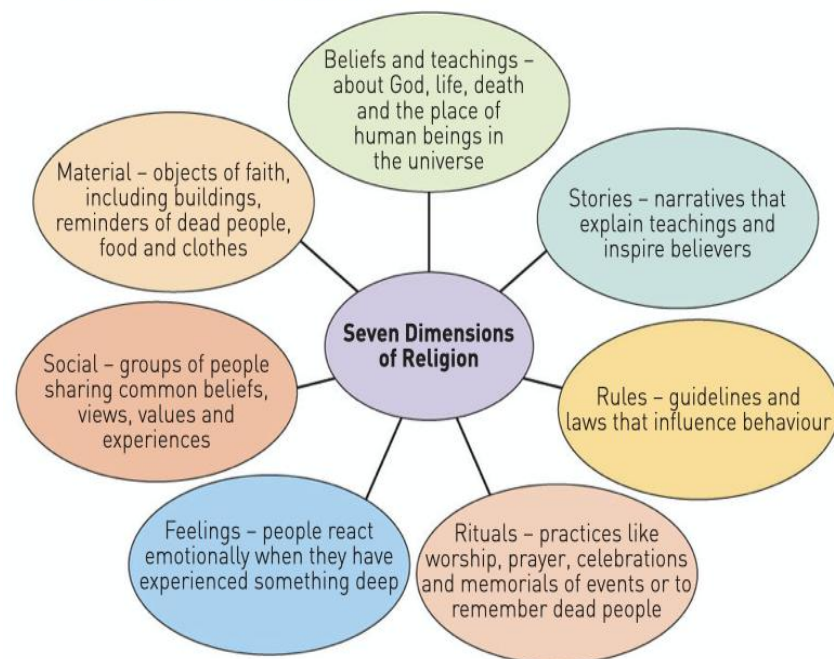 Beliefs and teachings – 
about God, life, death
and the place of
human beings in
the universe
Stories – narratives that
explain teachings and
inspire believers
Rules – guidelines and
laws that influence behaviour
Rituals – practices like
worship, prayer, celebrations
and memorials of events or to
remember dead people
Feelings – people react
emotionally when they have
experienced something deep
Social – groups of people
sharing common beliefs,
views, values and
experiences
Material – objects of faith,
including buildings,
reminders of dead people,
food and clothes
Seven Dimensions
of Religion